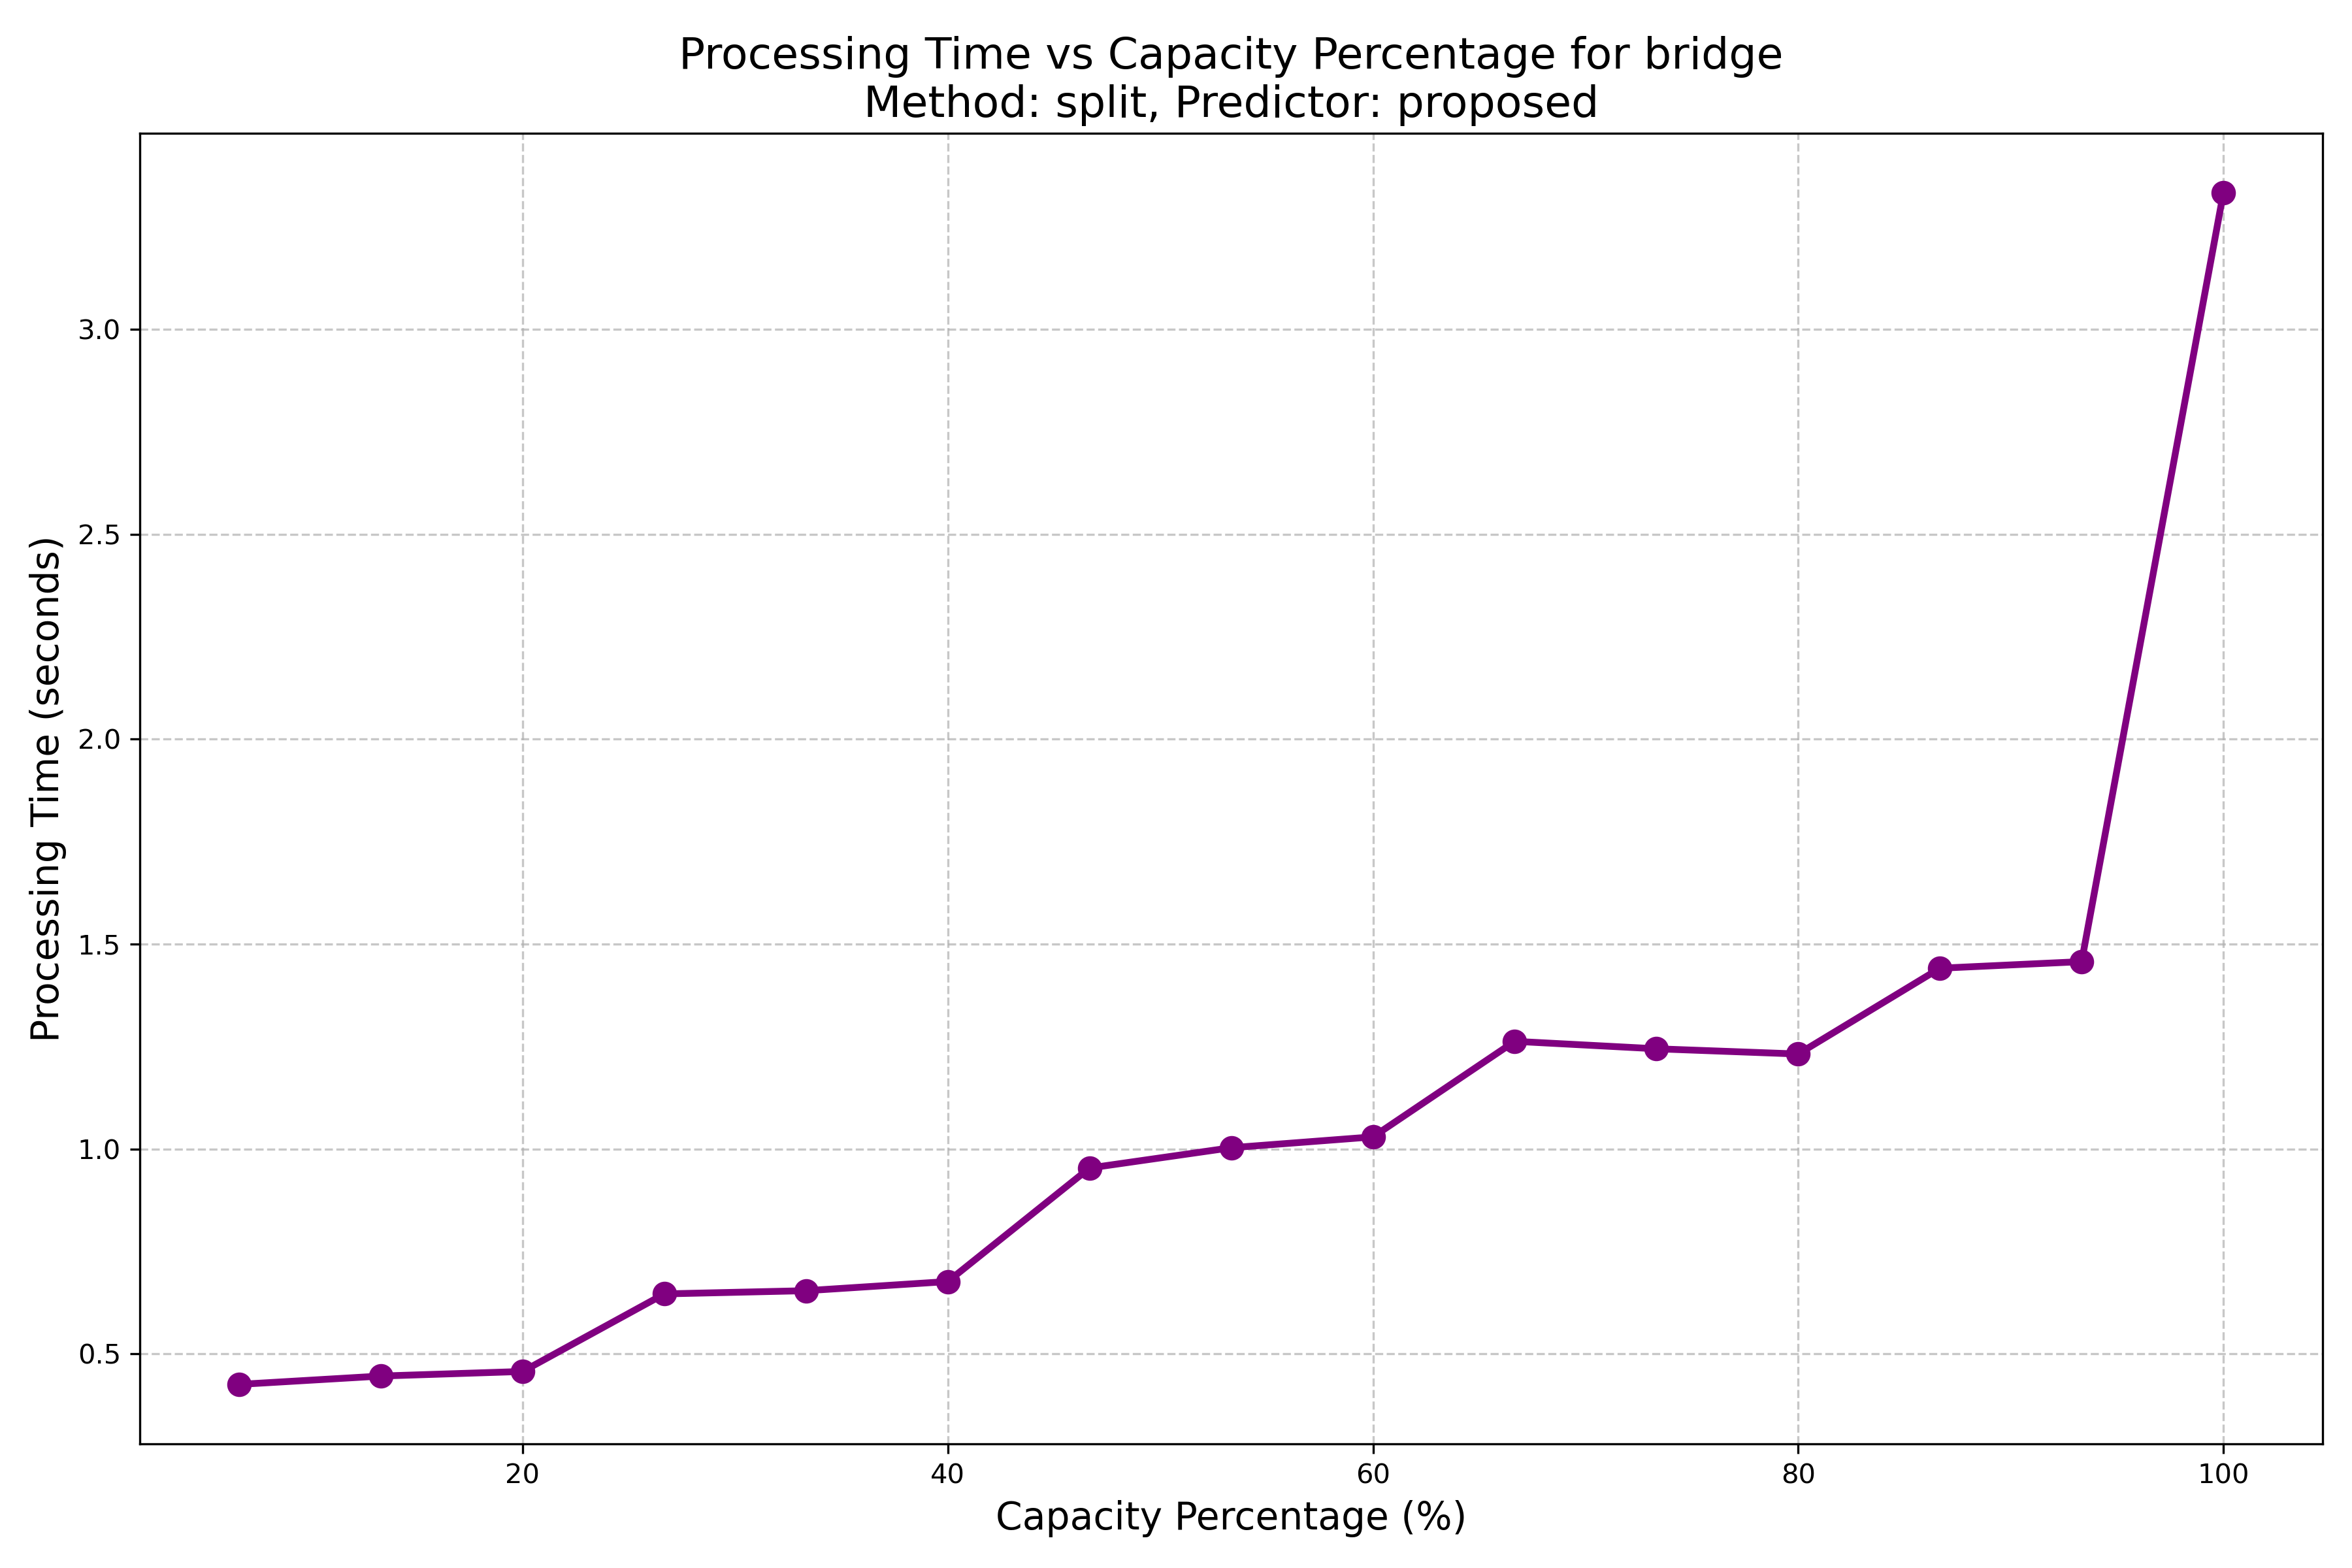 Processing Time vs Capacity Percentage for bridge
Method: split, Predictor: proposed
Processing Time (seconds)
3.0
2.5
2.0
1.5
1.0
0.5
20
40
60
80
100
Capacity Percentage (%)